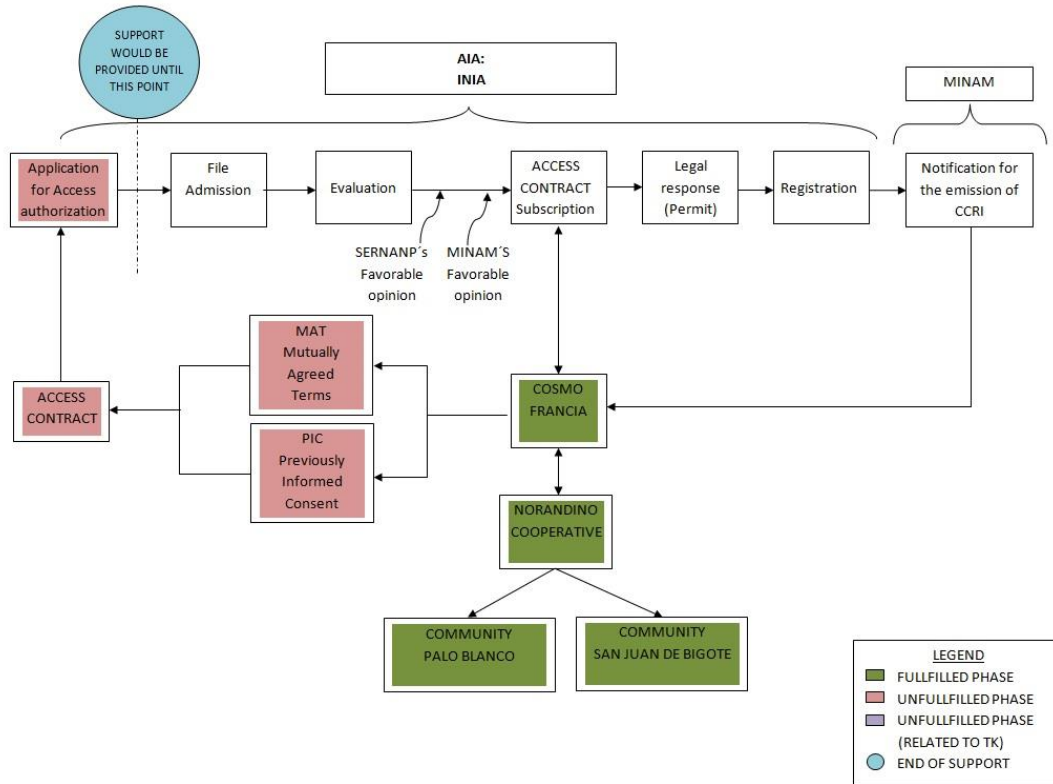 SUPPORT
WOULD BE
PROVIDED UNTIL
THIS POINT
AIA:
INIA
MINAM
Application
for Access
authorization
File
Admission
Evaluation
ACCESS
CONTRACT
Subscription
Legal
response
(Permit)
Registration
Notification for
the emission of
CCRI
SERNANP´s
Favorable
opinion
MINAM´S
Favorable
opinion
MAT
Mutually
Agreed
Terms
ACCESS
CONTRACT
COSMO
FRANCIA
PIC
Previously
Informed
Consent
NORANDINO
COOPERATIVE
COMMUNITY
PALO BLANCO
COMMUNITY
SAN JUAN DE BIGOTE
LEGEND
FULLFILLED PHASE
UNFULLFILLED PHASE
UNFULLFILLED PHASE
(RELATED TO TK)
END OF SUPPORT